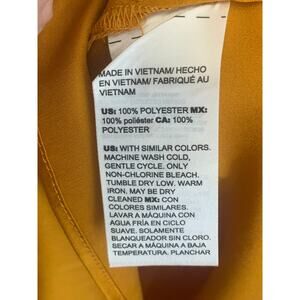 MADE IN VIETNAM/ HECHO
EN VIETNAM/ FABRIQUÉ AU
VIETNAM
US: 100% POLYESTER MX:
100% poliéster CA: 100%
POLYESTER
US: WITH SIMILAR COLORS.
MACHINE WASH COLD,
GENTLE CYCLE. ONLY
NON-CHLORINE BLEACH.
TUMBLE DRY LOW. WARM
IRON. MAY BE DRY
CLEANED MX: CON
COLORES SIMILARES.
LAVAR A MÁQUINA CON
AGUA FRÍA EN CICLO
SUAVE. SOLAMENTE
BLANQUEADOR SIN CLORO.
SECAR A MÁQUINA A BAJA
TEMPERATURA. PLANCHAR